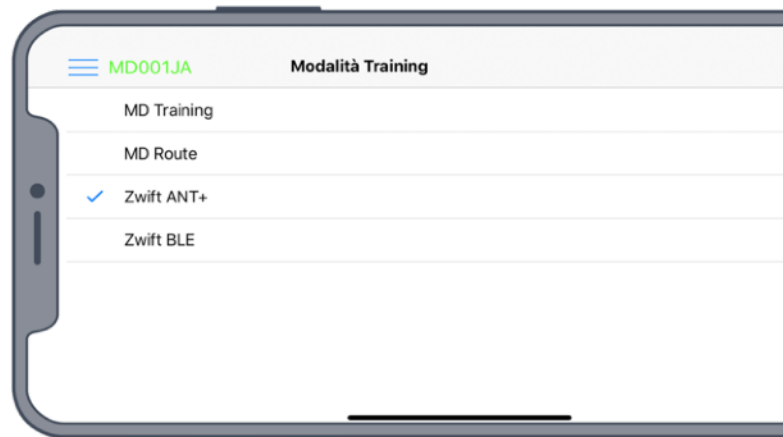 MD001JA Modalità Training
MD Training
MD Route
Zwift ANT+
Zwift BLE